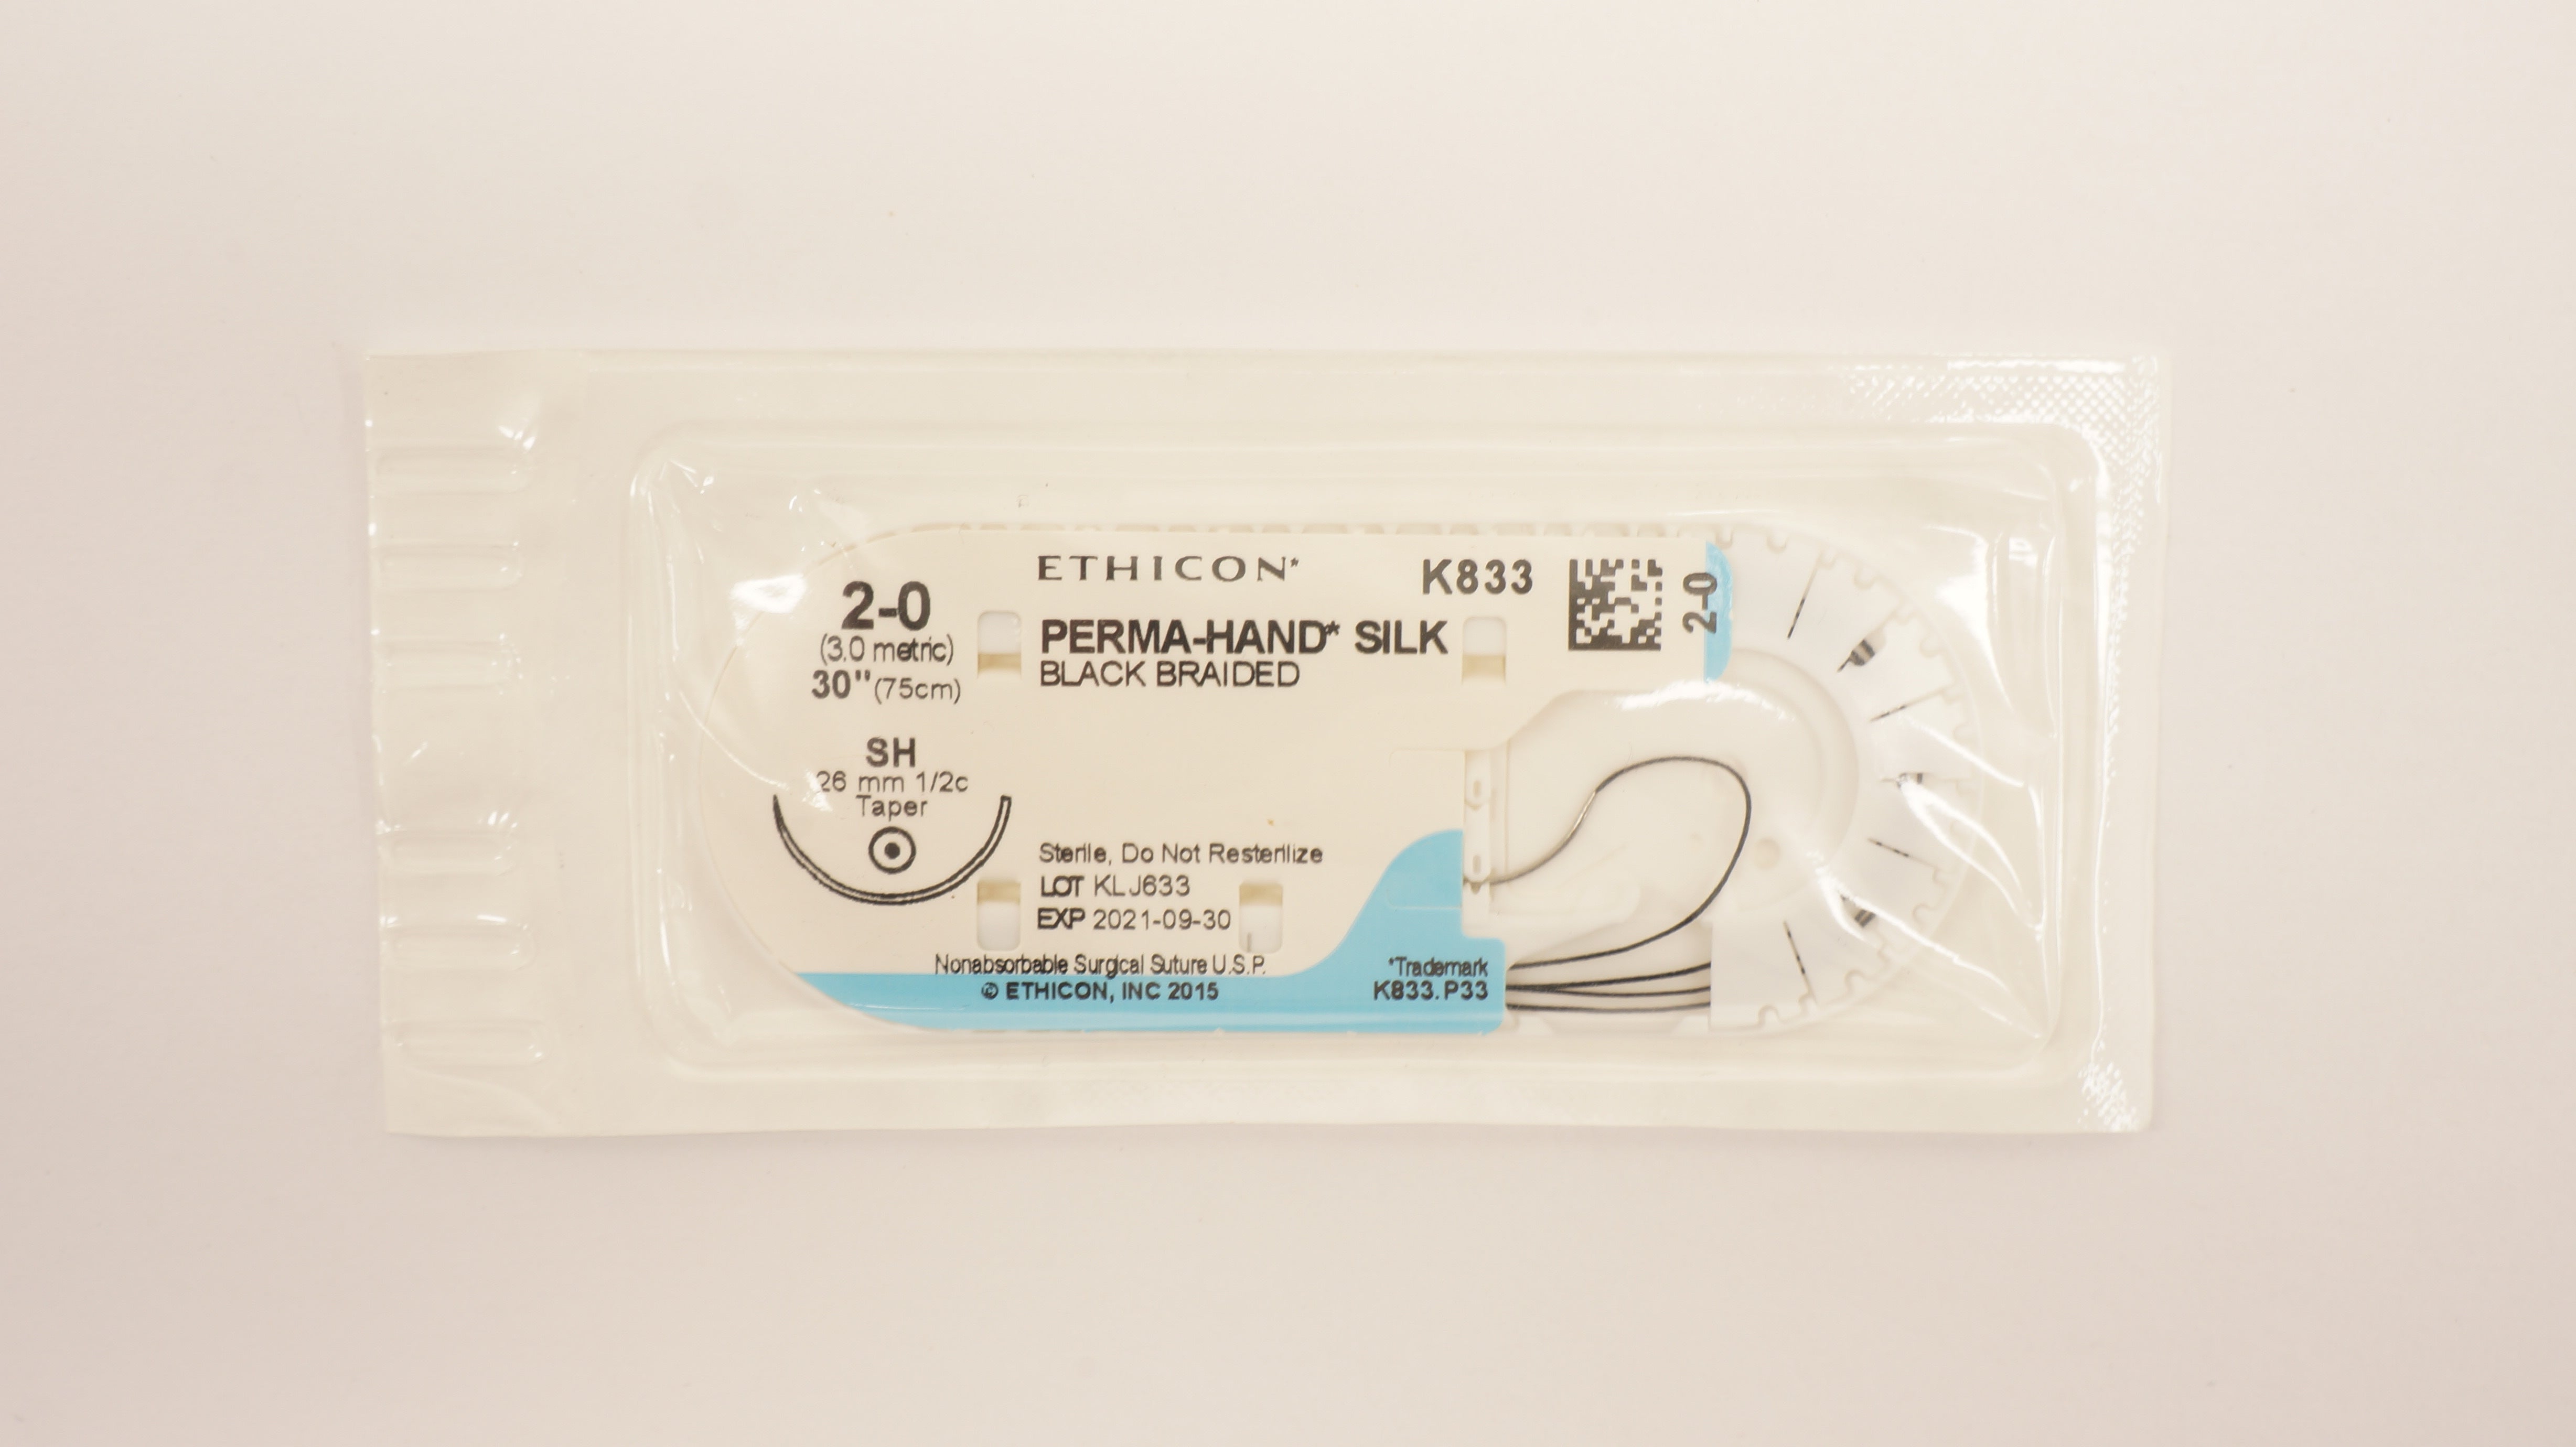 2-0
(3.0 metric)
30" (75cm)
SH
26 mm 1/2c
Taper
ETHICON*
K833
PERMA-HAND* SILK
BLACK BRAIDED
2-0
Sterile, Do Not Resterilize
LOT KLJ633
EXP 2021-09-30
Nonabsorbable Surgical Suture U.S.P.
© ETHICON, INC 2015
*Trademark
K833.P33